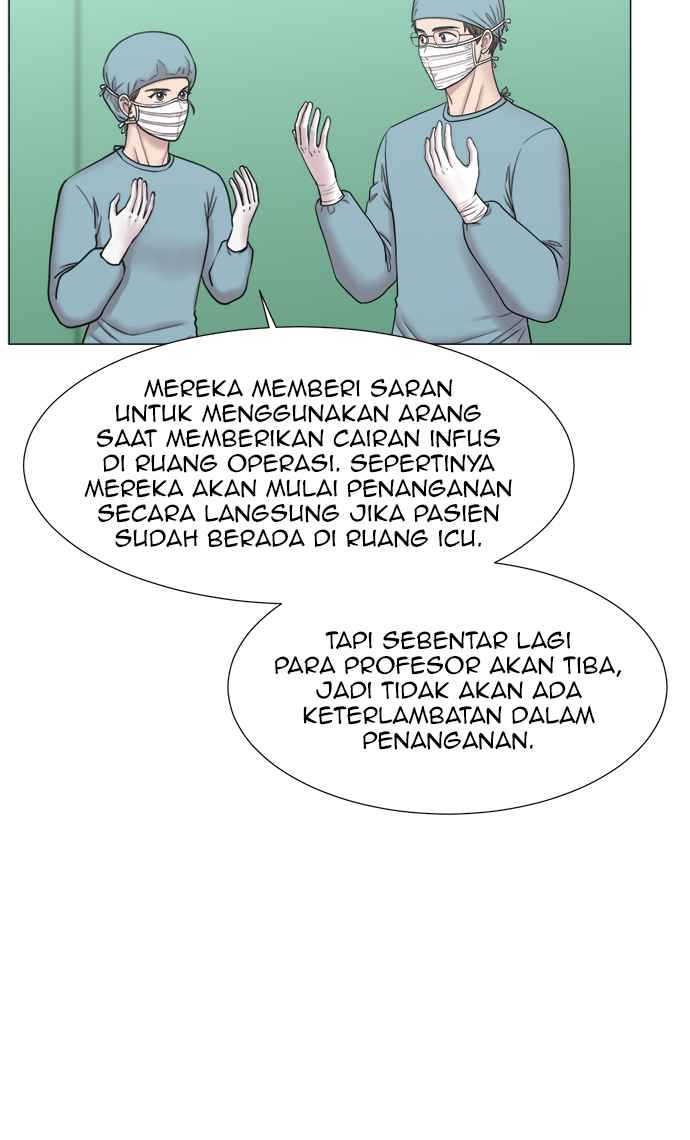 MEREKA MEMBERI SARAN
UNTUK MENGGUNAKAN ARANG
SAAT MEMBERIKAN CAIRAN INFUS
DI RUANG OPERASI. SEPERTINYA
MEREKA AKAN MULAI PENANGANAN
SECARA LANGSUNG JIKA PASIEN
SUDAH BERADA DI RUANG ICU.
TAPI SEBENTAR LAGI
PARA PROFESOR AKAN TIBA,
JADI TIDAK AKAN ADA
KETERLAMBATAN DALAM
PENANGANAN.